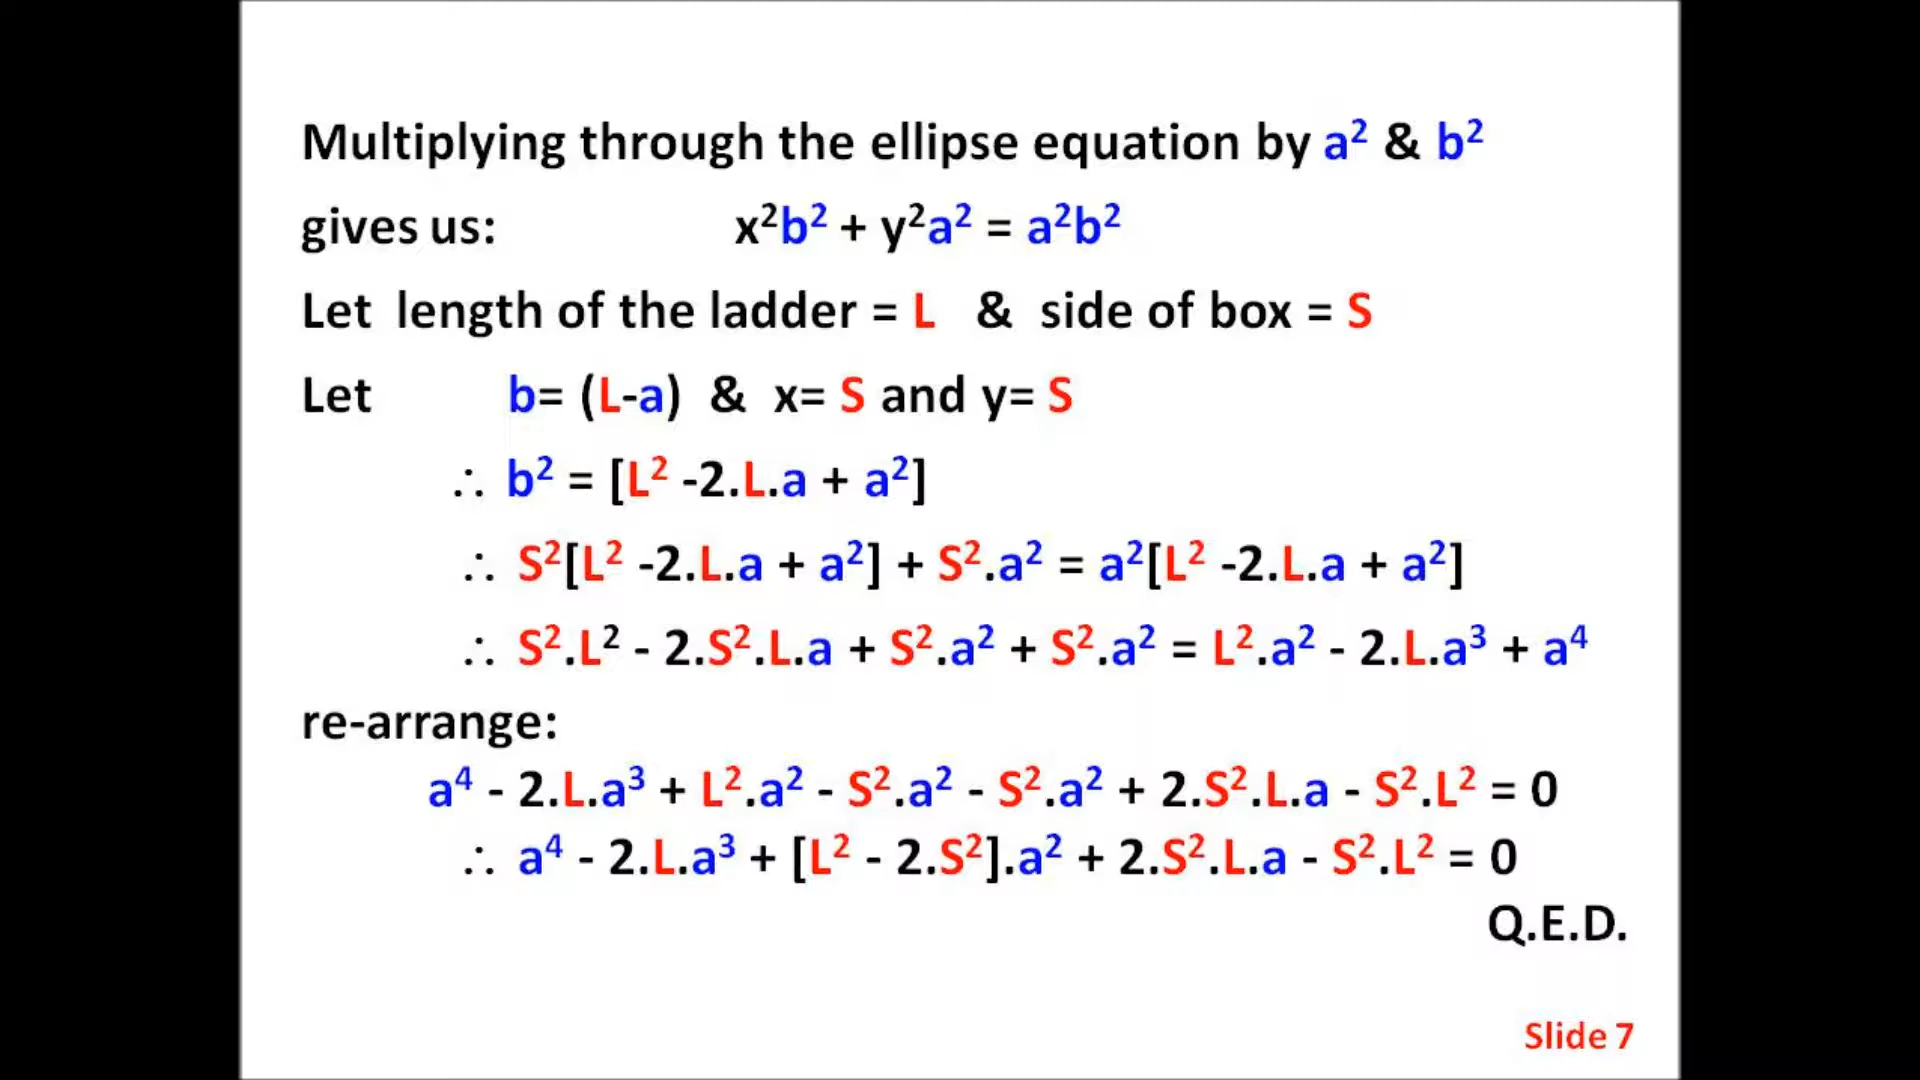 Multiplying through the ellipse equation by a² & b²
gives us: x²b² + y²a² = a²b²
Let length of the ladder = L & side of box = S
Let b= (L-a) & x= S and y= S
∴ b² = [L² -2.L.a + a²]
∴ S²[L² -2.L.a + a²] + S².a² = a²[L² -2.L.a + a²]
∴ S².L² - 2.S².L.a + S².a² + S².a² = L².a² - 2.L.a³ + a⁴
re-arrange:
a⁴ - 2.L.a³ + L².a² - S².a² - S².a² + 2.S².L.a - S².L² = 0
∴ a⁴ - 2.L.a³ + [L² - 2.S²].a² + 2.S².L.a - S².L² = 0
Q.E.D.
Slide 7